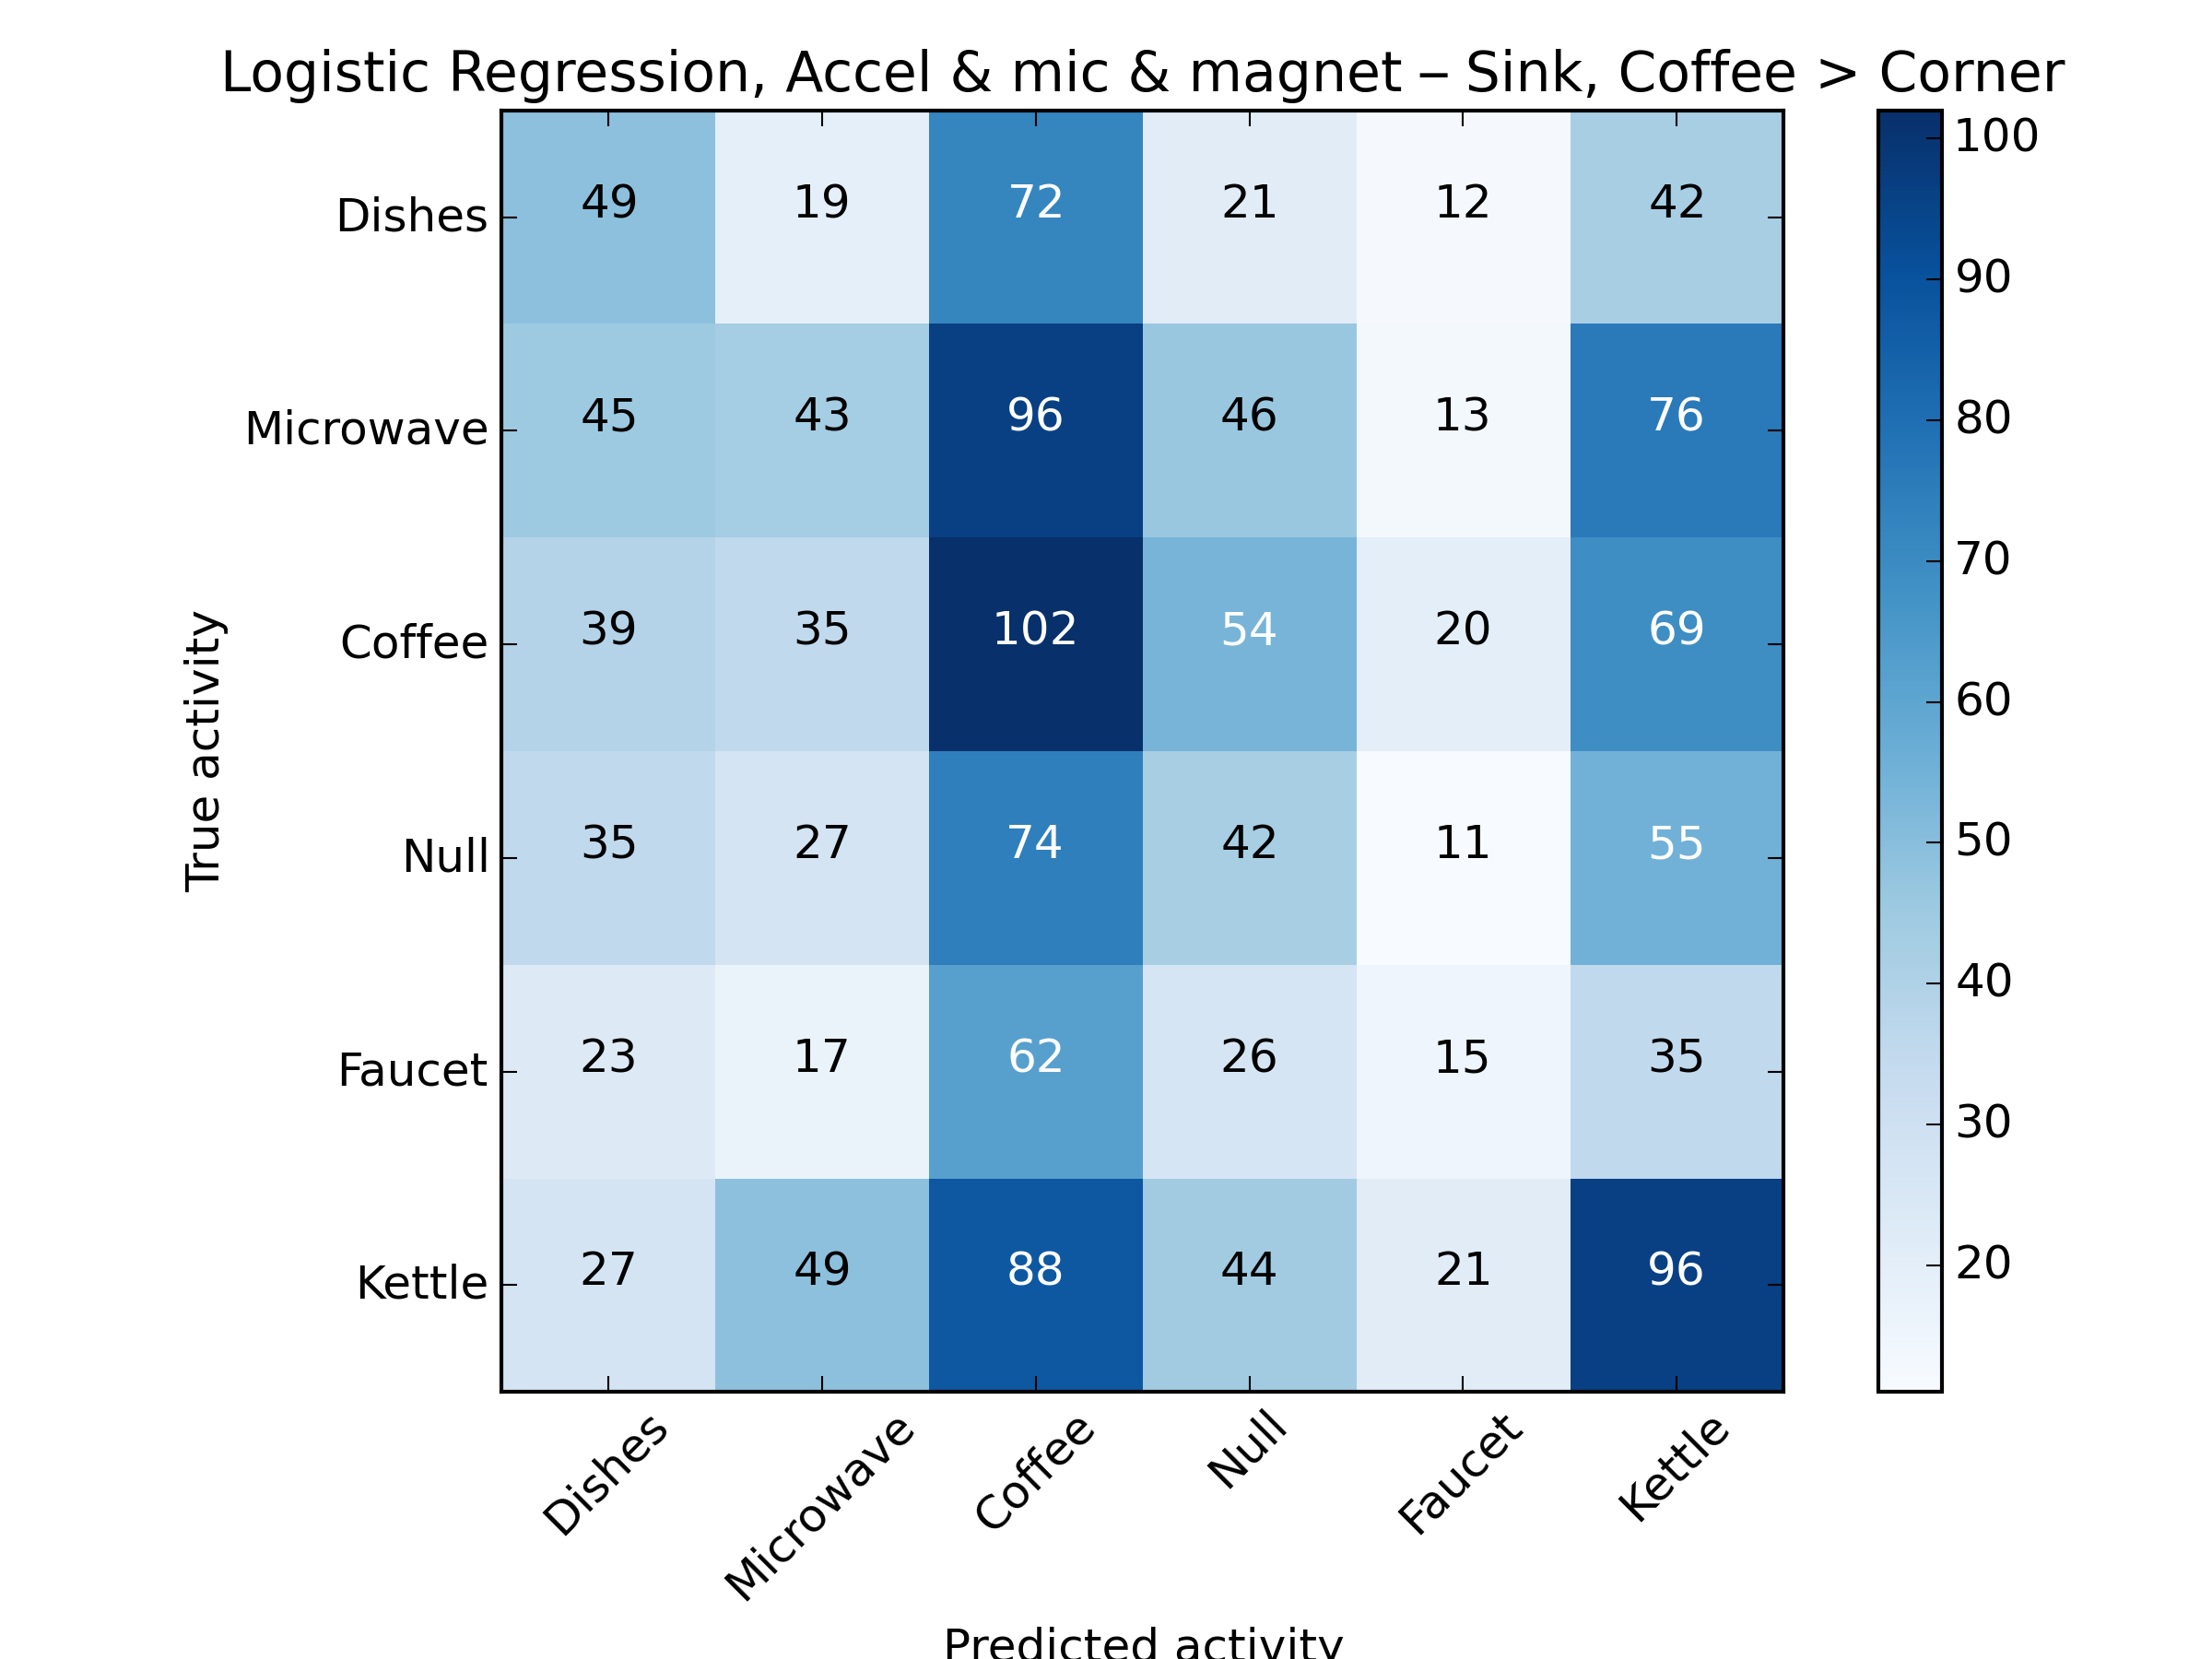 Logistic Regression, Accel & mic & magnet – Sink, Coffee > Corner
Dishes 49 19 72 21 12 42
Microwave 45 43 96 46 13 76
Coffee 39 35 102 54 20 69
Null 35 27 74 42 11 55
Faucet 23 17 62 26 15 35
Kettle 27 49 88 44 21 96
True activity
Dishes Microwave Coffee Null Faucet Kettle
Predicted activity
100
90
80
70
60
50
40
30
20